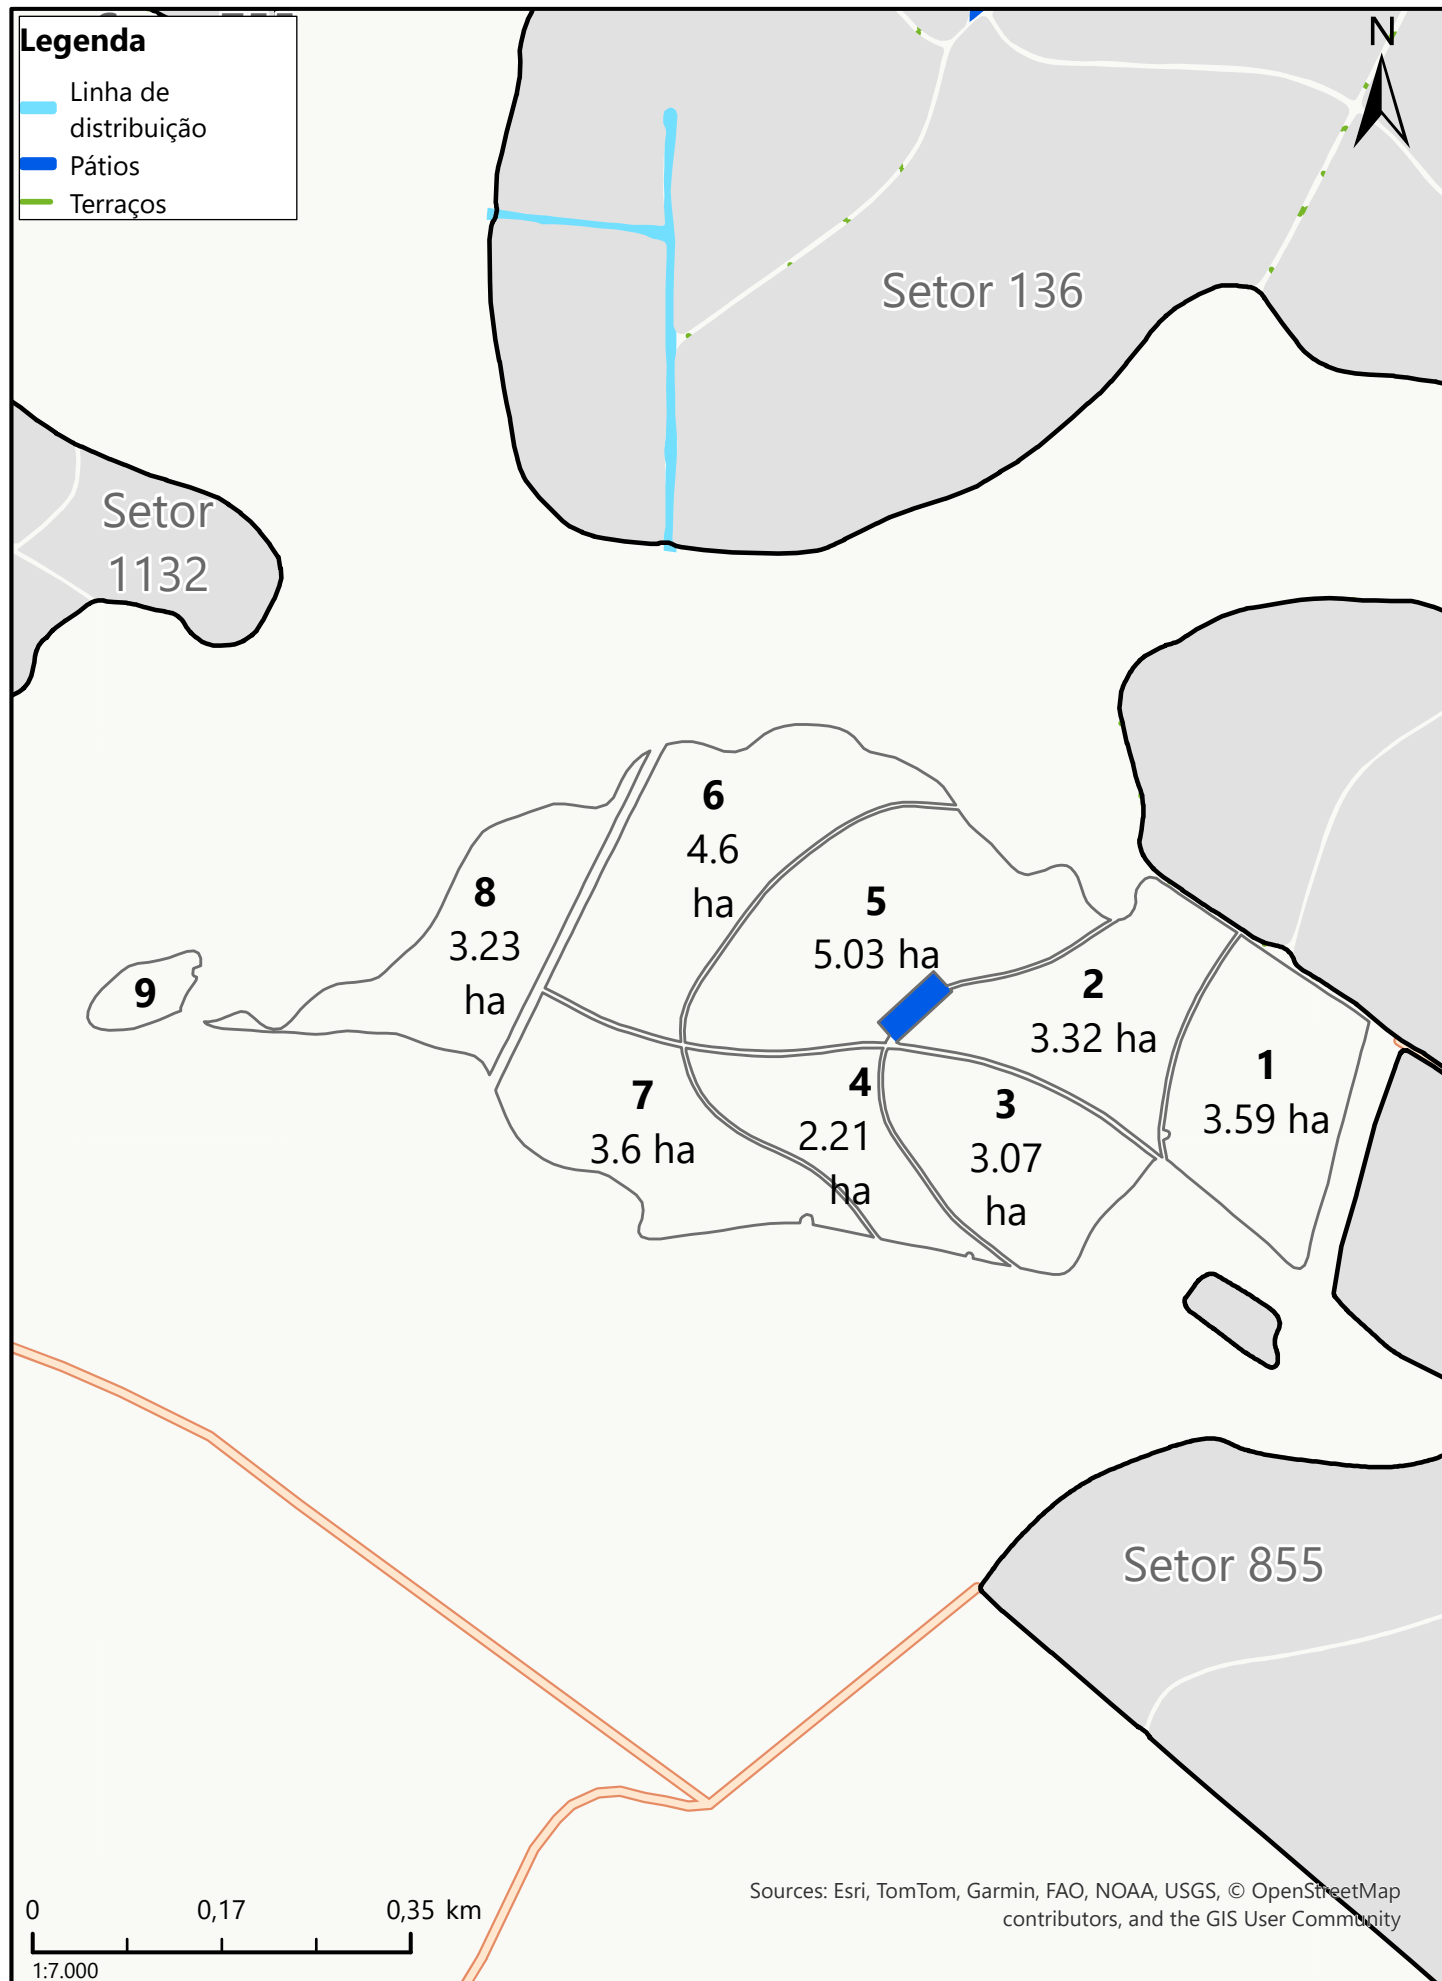 Legenda
Linha de
distribuição
Pátios
Terraços
N
Setor 136
Setor
1132
6
4.6
ha
8
3.23
ha
5
5.03 ha
9
2
3.32 ha
1
3.59 ha
7
3.6 ha
4
2.21
ha
3
3.07
ha
Setor 855
Sources: Esri, TomTom, Garmin, FAO, NOAA, USGS, © OpenStreetMap
contributors, and the GIS User Community
0 0,17 0,35 km
1:7.000